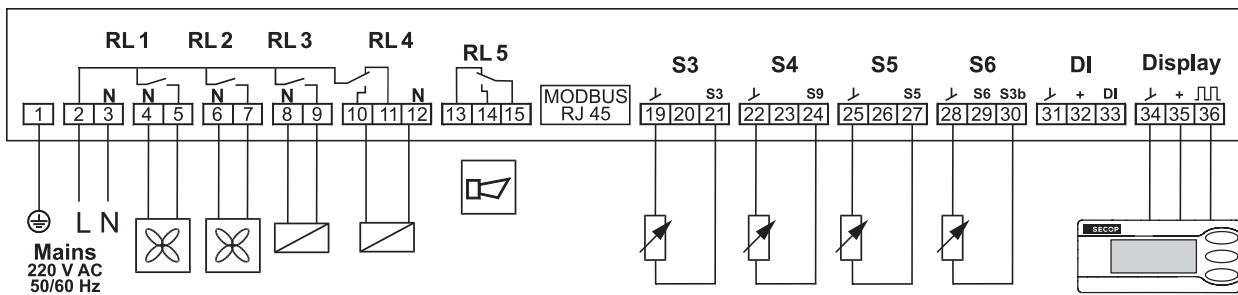 RL 1 RL 2 RL 3 RL 4 RL 5 S3 S4 S5 S6 DI Display
N N N N N S3 S9 S5 S6 S3b + DI +
1 2 3 4 5 6 7 8 9 10 11 12 13 14 15 MODBUS 19 20 21 22 23 24 25 26 27 28 29 30 31 32 33 34 35 36
RJ 45
L N
Mains
220 V AC
50/60 Hz
SECOP